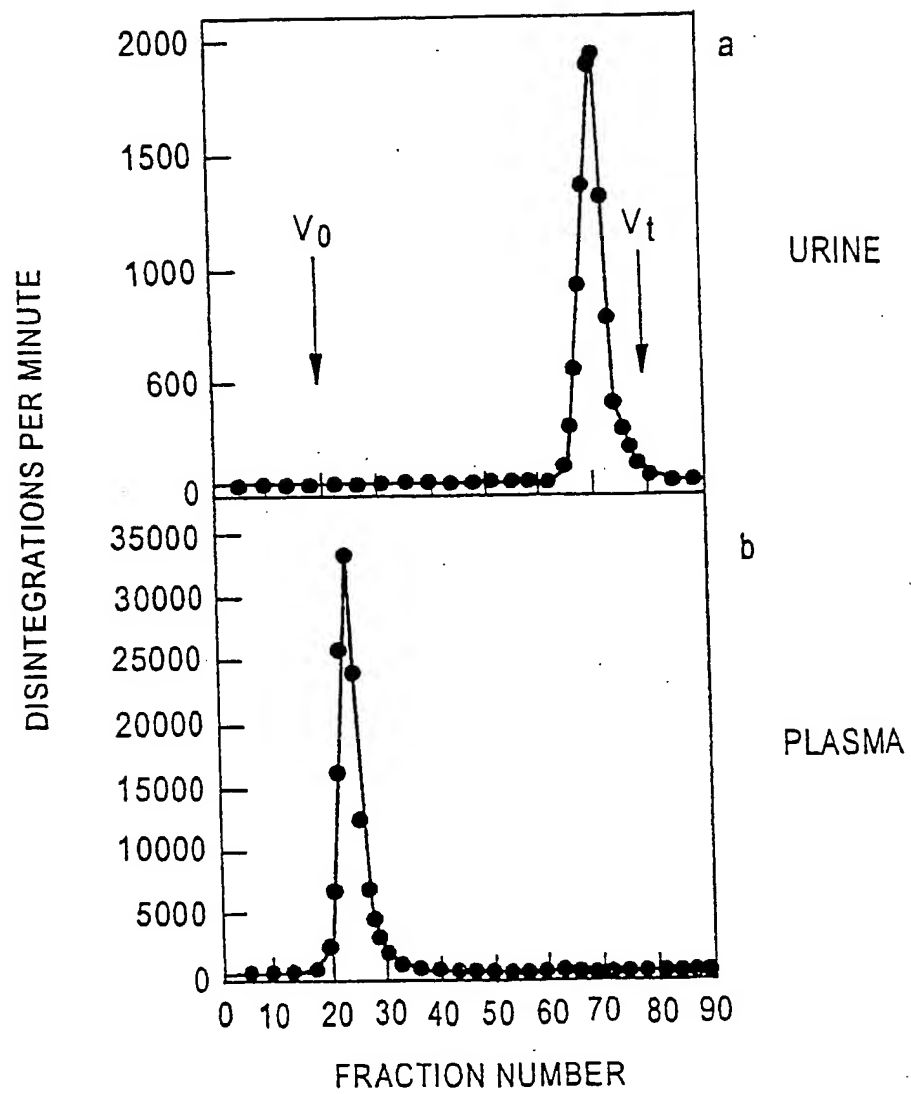 2000
a
1500
V0
Vt
URINE
1000
600
0
DISINTEGRATIONS PER MINUTE
35000
b
30000
25000
20000
PLASMA
15000
10000
5000
0
0 10 20 30 40 50 60 70 80 90
FRACTION NUMBER